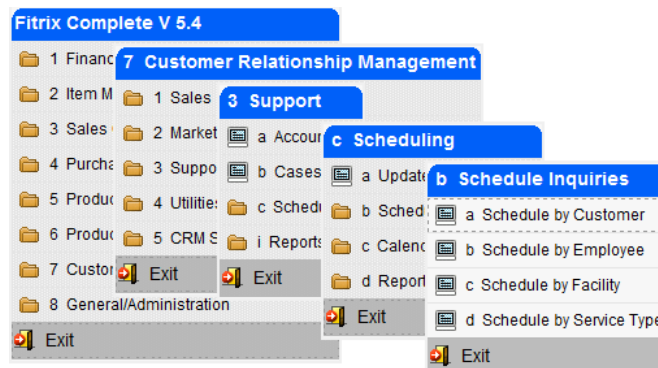 Fitrix Complete V 5.4
1 Financ
2 Item M
3 Sales
4 Purcha
5 Produc
6 Produc
7 Custor
8 General/Administration
Exit
7 Customer Relationship Management
1 Sales
2 Market
3 Suppo
4 Utilities
5 CRM S
Exit
3 Support
a Accour
b Cases
c Schedu
i Reports
Exit
c Scheduling
a Update
b Sched
c Calend
d Report
Exit
b Schedule Inquiries
a Schedule by Customer
b Schedule by Employee
c Schedule by Facility
d Schedule by Service Type
Exit